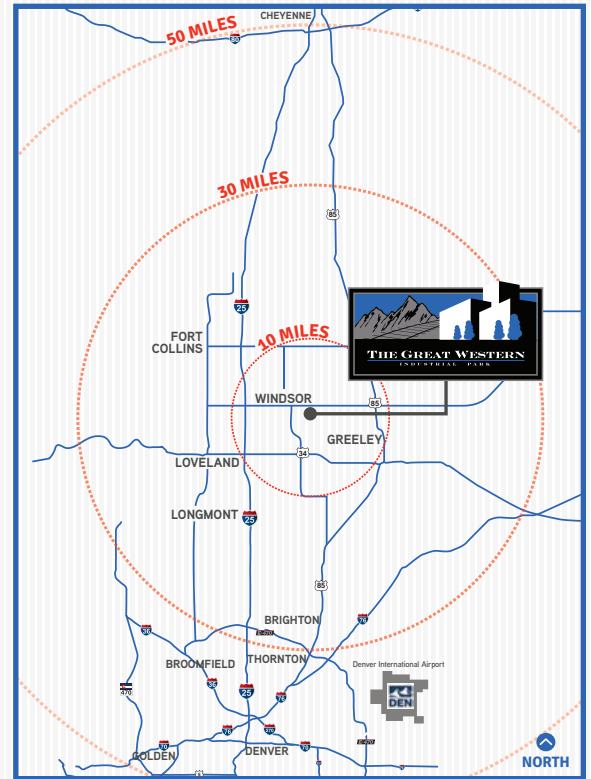 CHEYENNE
50 MILES
80
30 MILES
85
25
10 MILES
FORT
COLLINS
THE GREAT WESTERN
INDUSTRIAL PARK
WINDSOR
85
GREELEY
34
LOVELAND
LONGMONT
25
85
BRIGHTON
76
36
E-470
BROOMFIELD
THORNTON
Denver International Airport
36
470
25
76
DEN
76
270
70
GOLDEN
DENVER
70
E-470
NORTH